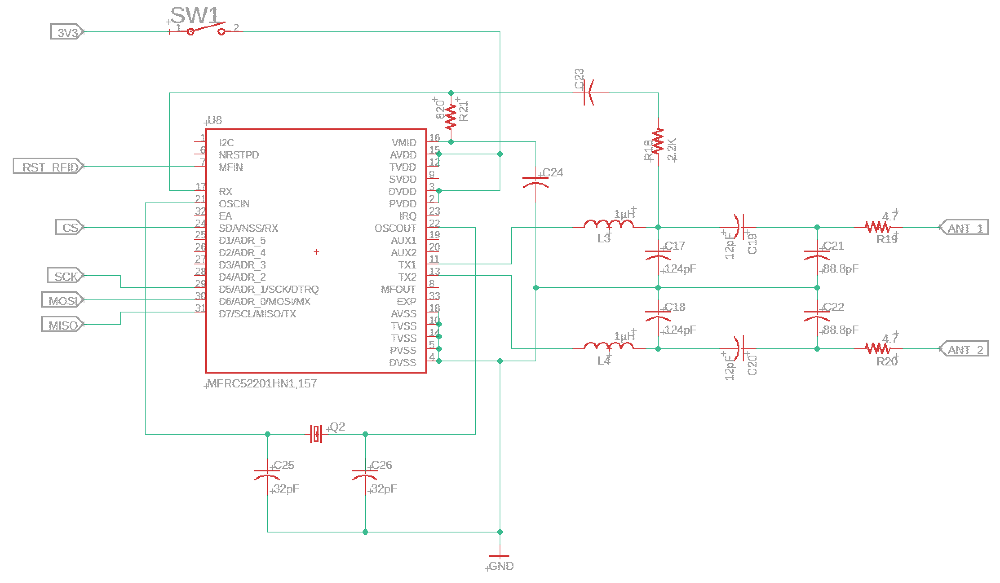 SW1
3V3
1
2
C23
820
R21
U8
R18
2.2K
1
I2C
VMID
16
6
NRSTPD
AVDD
15
RST_RFID
7
MFIN
TVDD
12
SVDD
9
C24
17
RX
DVDD
3
21
OSCIN
PVDD
2
32
EA
IRQ
23
CS
24
SDA/NSS/RX
OSCOUT
22
25
D1/ADR_5
AUX1
19
26
D2/ADR_4
AUX2
20
27
D3/ADR_3
TX1
11
28
D4/ADR_2
TX2
13
SCK
29
D5/ADR_1/SCK/DTRQ
MFOUT
8
MOSI
30
D6/ADR_0/MOSI/MX
EXP
33
MISO
31
D7/SCL/MISO/TX
AVSS
18
TVSS
10
TVSS
14
PVSS
5
DVSS
4
MFRC52201HN1,157
1µH
L3
C17
124pF
12pF
C19
C21
88.8pF
4.7
R19
ANT_1
C18
124pF
C22
88.8pF
1µH
L4
12pF
C20
4.7
R20
ANT_2
Q2
C25
32pF
C26
32pF
GND